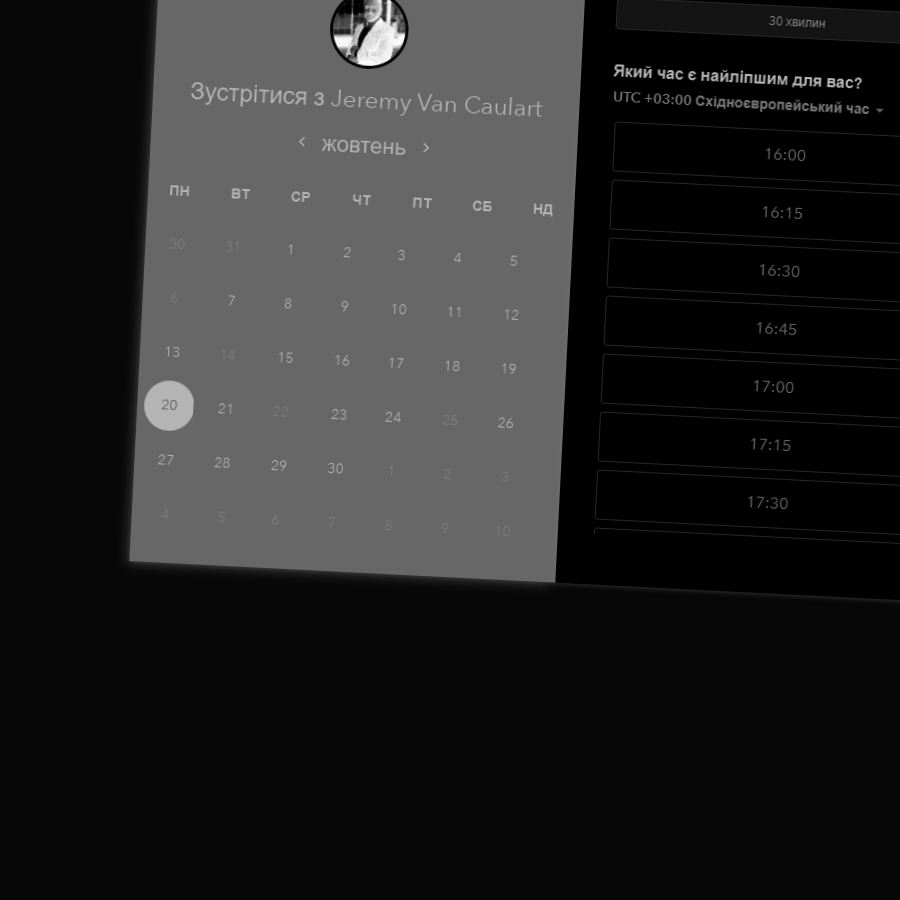 Зустрітися з Jeremy Van Caulart
жовтень
ПН ВТ СР ЧТ ПТ СБ НД
30 31 1 2 3 4 5
6 7 8 9 10 11 12
13 14 15 16 17 18 19
20 21 22 23 24 25 26
27 28 29 30 1 2 3
4 5 6 7 8 9 10
30 хвилин
Який час є найліпшим для вас?
UTC +03:00 Східноєвропейський час
16:00
16:15
16:30
16:45
17:00
17:15
17:30